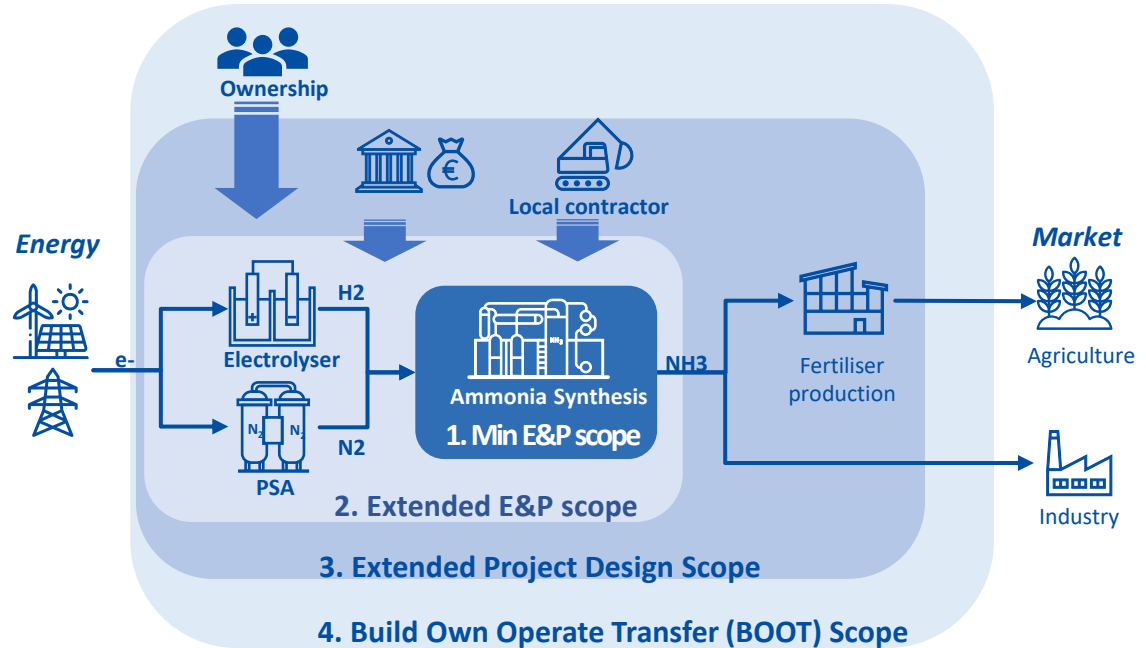 Ownership
€
Local contractor
Energy
Market
H2
Electrolyser
e-
NH3
Ammonia Synthesis
1. Min E&P scope
NH3
Fertiliser
production
Agriculture
N2 N2
N2
PSA
2. Extended E&P scope
Industry
3. Extended Project Design Scope
4. Build Own Operate Transfer (BOOT) Scope